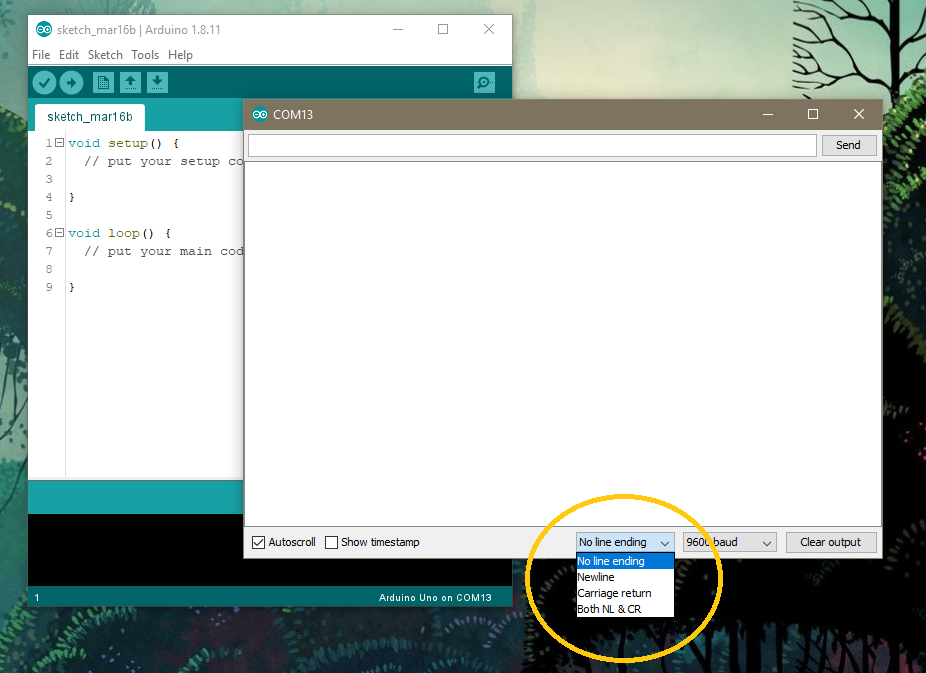 sketch_mar16b | Arduino 1.8.11
File Edit Sketch Tools Help
sketch_mar16b
1 void setup() {
2 // put your setup co
3
4 }
5
6 void loop() {
7 // put your main cod
8
9 }
1
Arduino Uno on COM13
COM13
Send
Autoscroll Show timestamp
No line ending
9600 baud
Clear output
No line ending
Newline
Carriage return
Both NL & CR